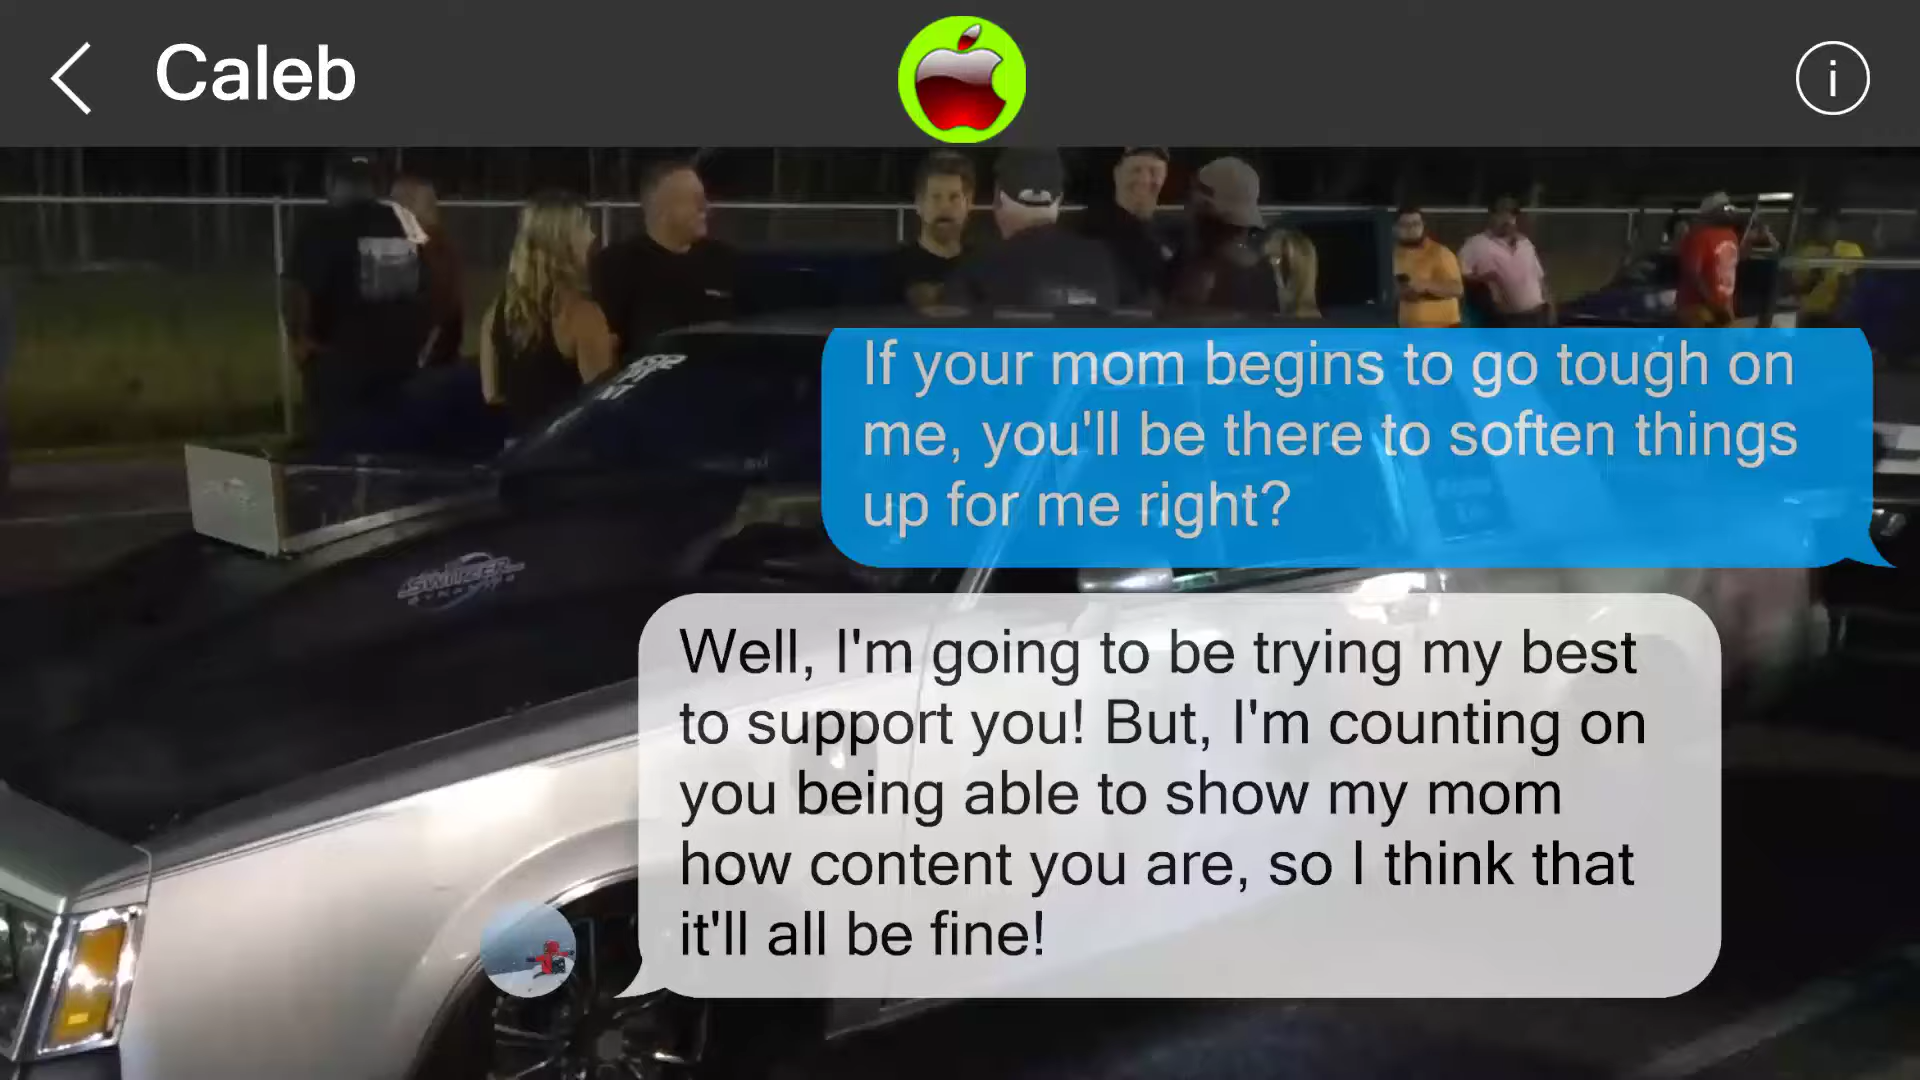 Caleb
i
If your mom begins to go tough on
me, you'll be there to soften things
up for me right?
SWITZER
Well, I'm going to be trying my best
to support you! But, I'm counting on
you being able to show my mom
how content you are, so I think that
it'll all be fine!